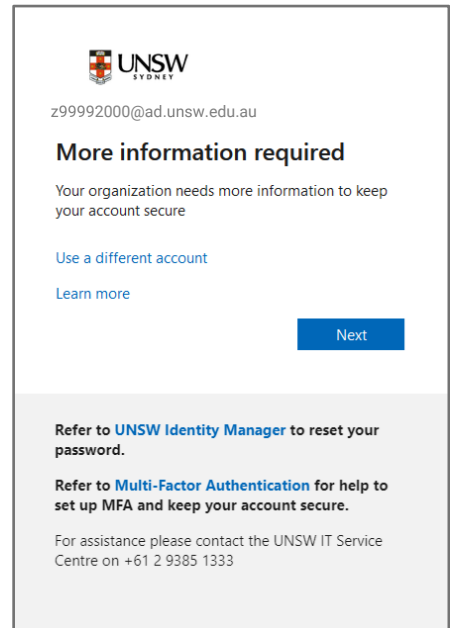 UNSW
SYDNEY
z99992000@ad.unsw.edu.au
More information required
Your organization needs more information to keep
your account secure
Use a different account
Learn more
Next
Refer to UNSW Identity Manager to reset your
password.
Refer to Multi-Factor Authentication for help to
set up MFA and keep your account secure.
For assistance please contact the UNSW IT Service
Centre on +61 2 9385 1333